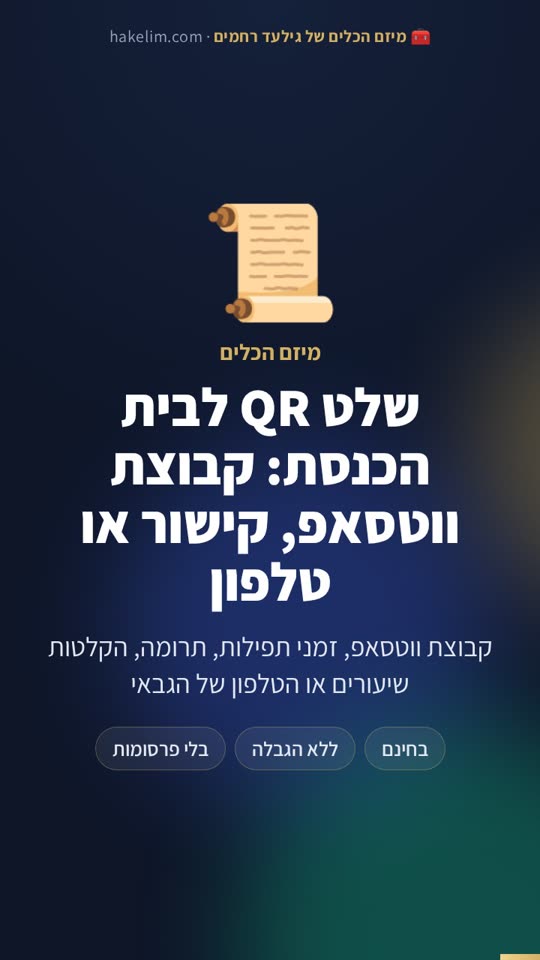 🧰 מיזם הכלים של גילעד רחמים · hakelim.com
מיזם הכלים
שלט QR לבית
הכנסת: קבוצת
ווטסאפ, קישור או
טלפון
קבוצת ווטסאפ, זמני תפילות, תרומה, הקלטות
שיעורים או הטלפון של הגבאי
בחינם
ללא הגבלה
בלי פרסומות